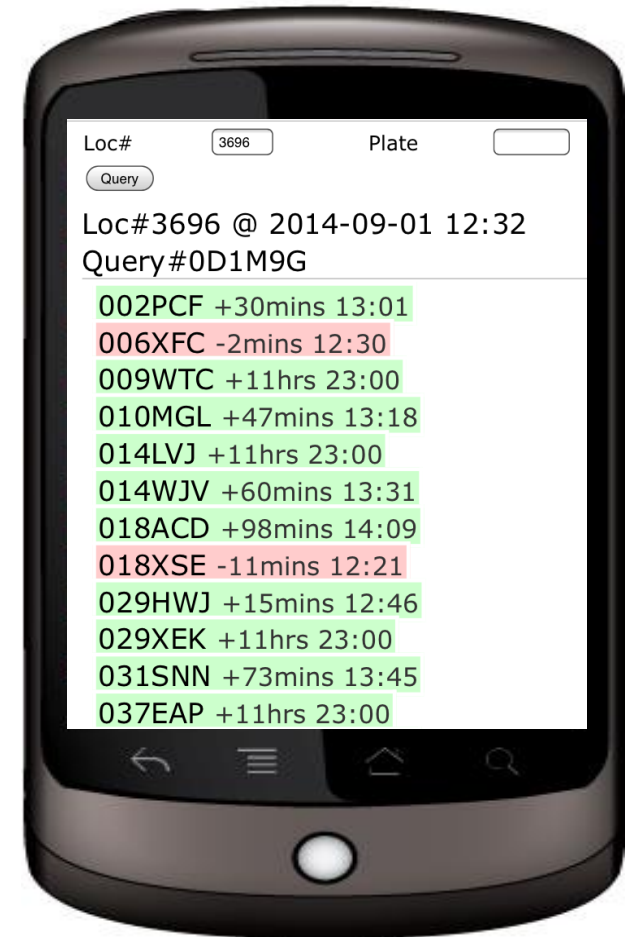 Loc# 3696 Plate
Query
Loc#3696 @ 2014-09-01 12:32
Query#0D1M9G
002PCF +30mins 13:01
006XFC -2mins 12:30
009WTC +11hrs 23:00
010MGL +47mins 13:18
014LVJ +11hrs 23:00
014WJV +60mins 13:31
018ACD +98mins 14:09
018XSE -11mins 12:21
029HWJ +15mins 12:46
029XEK +11hrs 23:00
031SNN +73mins 13:45
037EAP +11hrs 23:00